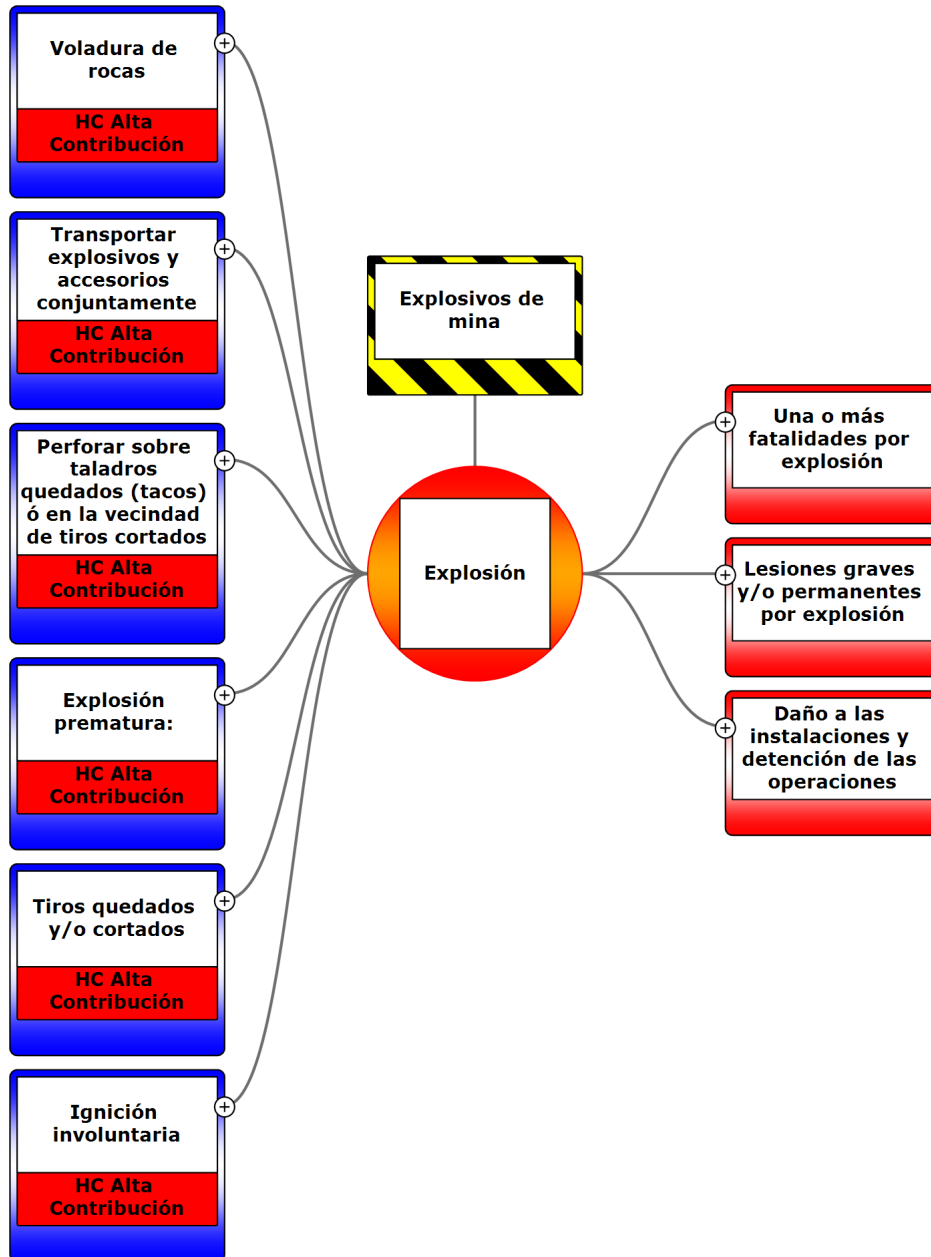 Voladura de
rocas
HC Alta
Contribución
Transportar
explosivos y
accesorios
conjuntamente
HC Alta
Contribución
Perforar sobre
taladros
quedados (tacos)
ó en la vecindad
de tiros cortados
HC Alta
Contribución
Explosión
prematura:
HC Alta
Contribución
Tiros quedados
y/o cortados
HC Alta
Contribución
Ignición
involuntaria
HC Alta
Contribución
Explosivos de
mina
Explosión
Una o más
fatalidades por
explosión
Lesiones graves
y/o permanentes
por explosión
Daño a las
instalaciones y
detención de las
operaciones